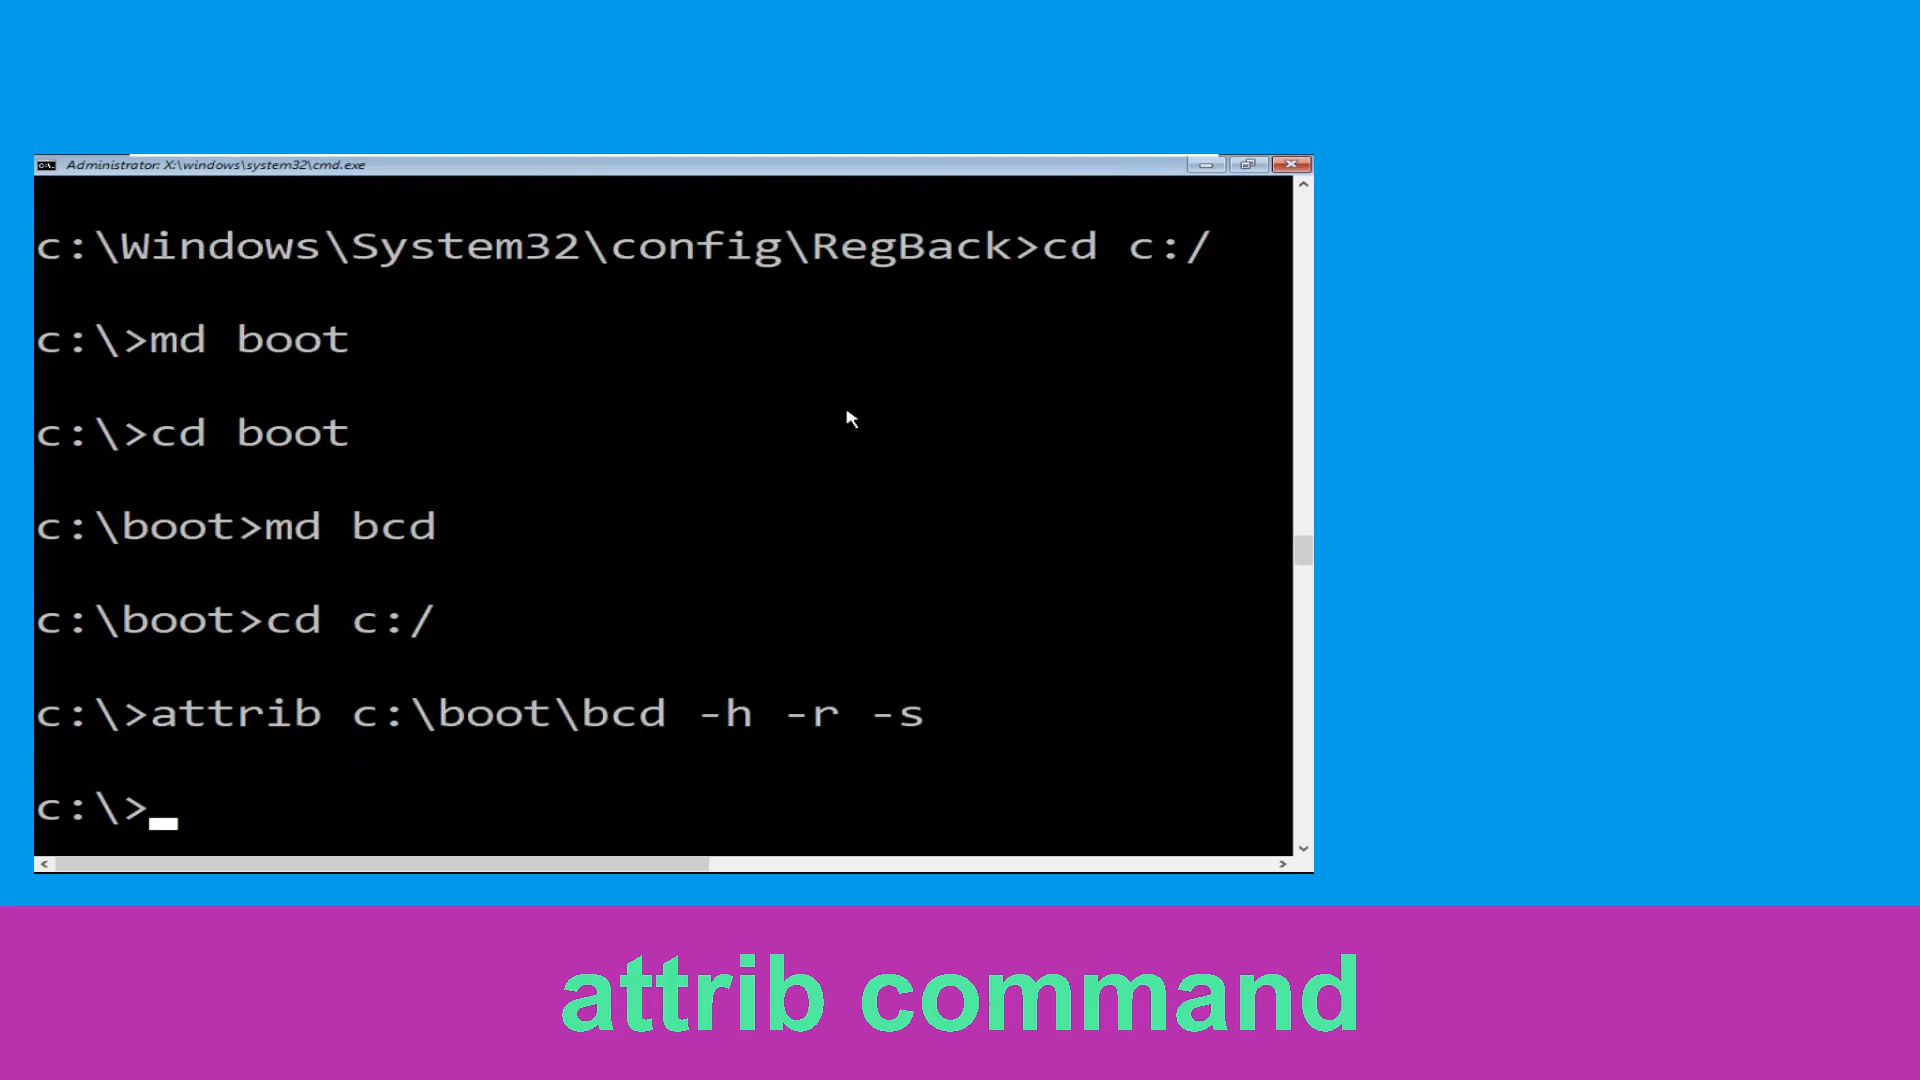 Administrator: X:\windows\system32\cmd.exe
c:\Windows\System32\config\RegBack>cd c:/
c:\>md boot
c:\>cd boot
c:\boot>md bcd
c:\boot>cd c:/
c:\>attrib c:\boot\bcd -h -r -s
c:\>
attrib command